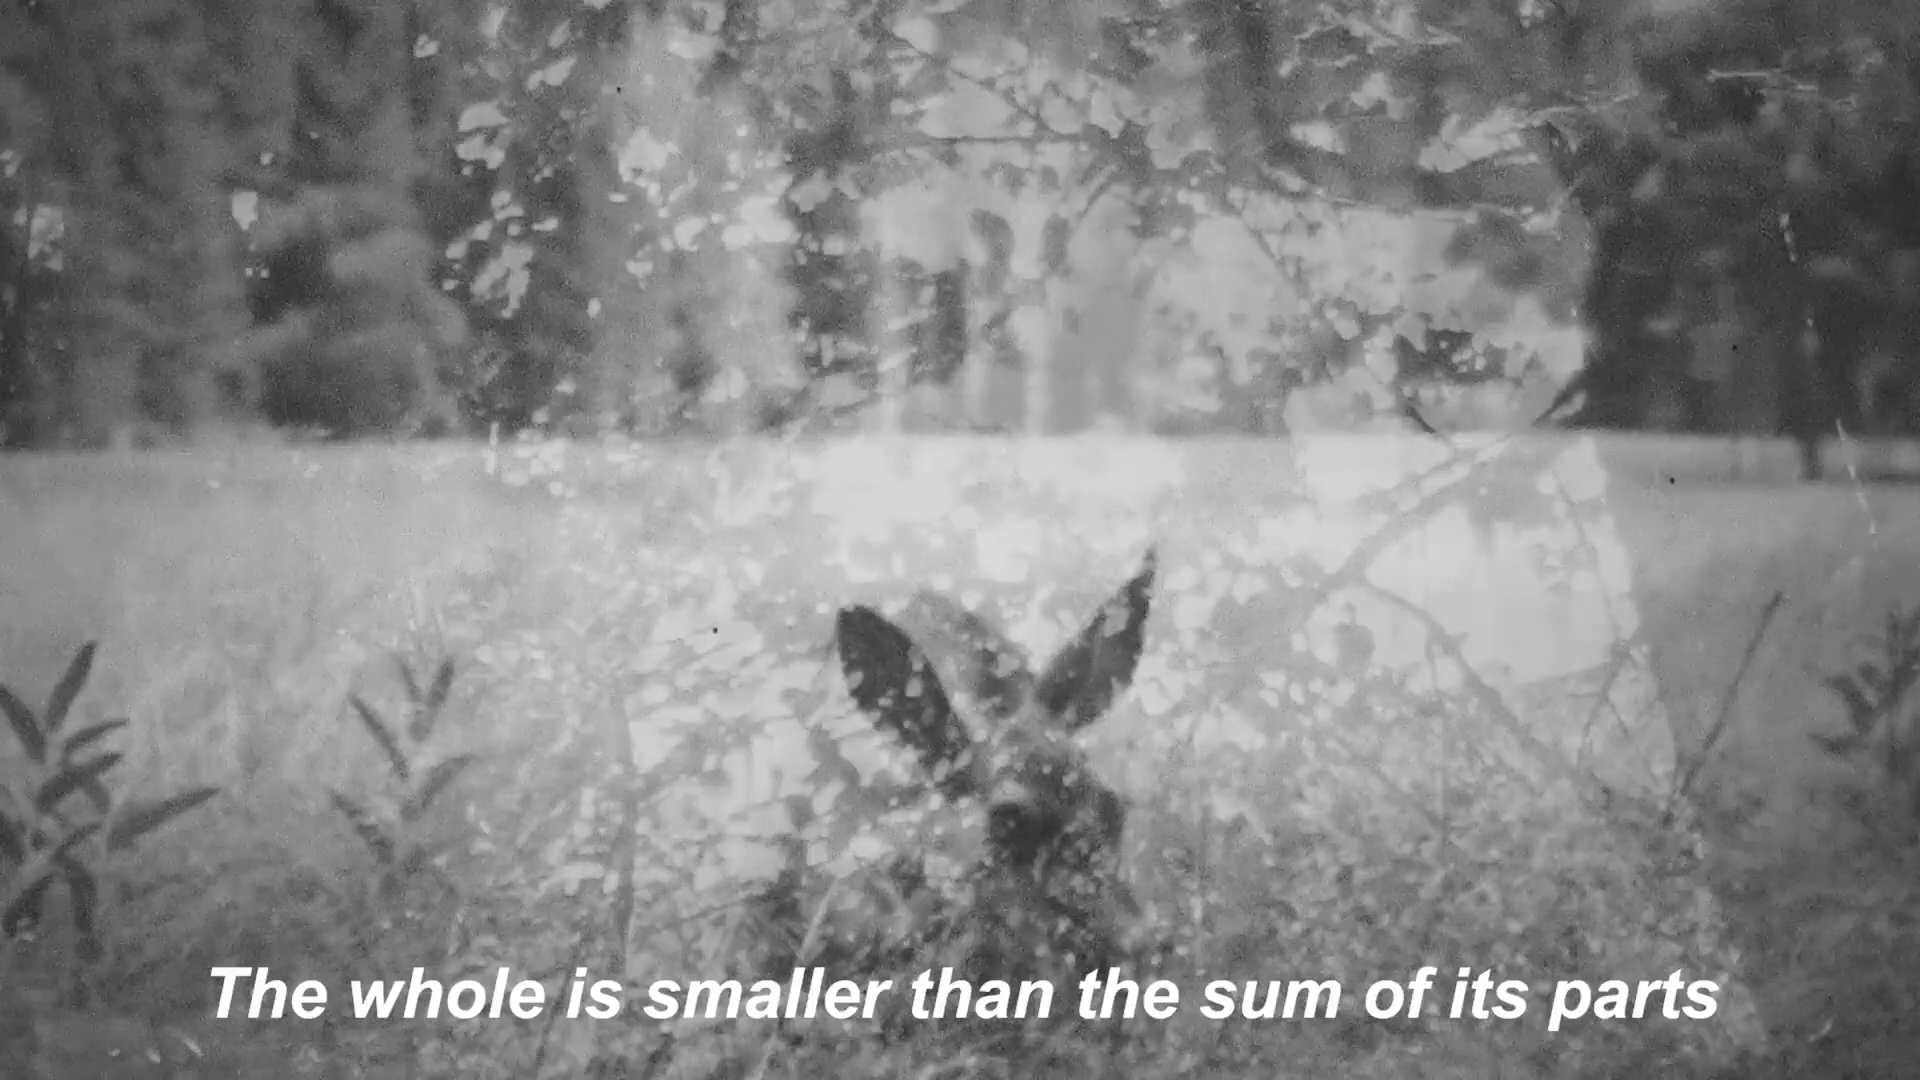 The whole is smaller than the sum of its parts